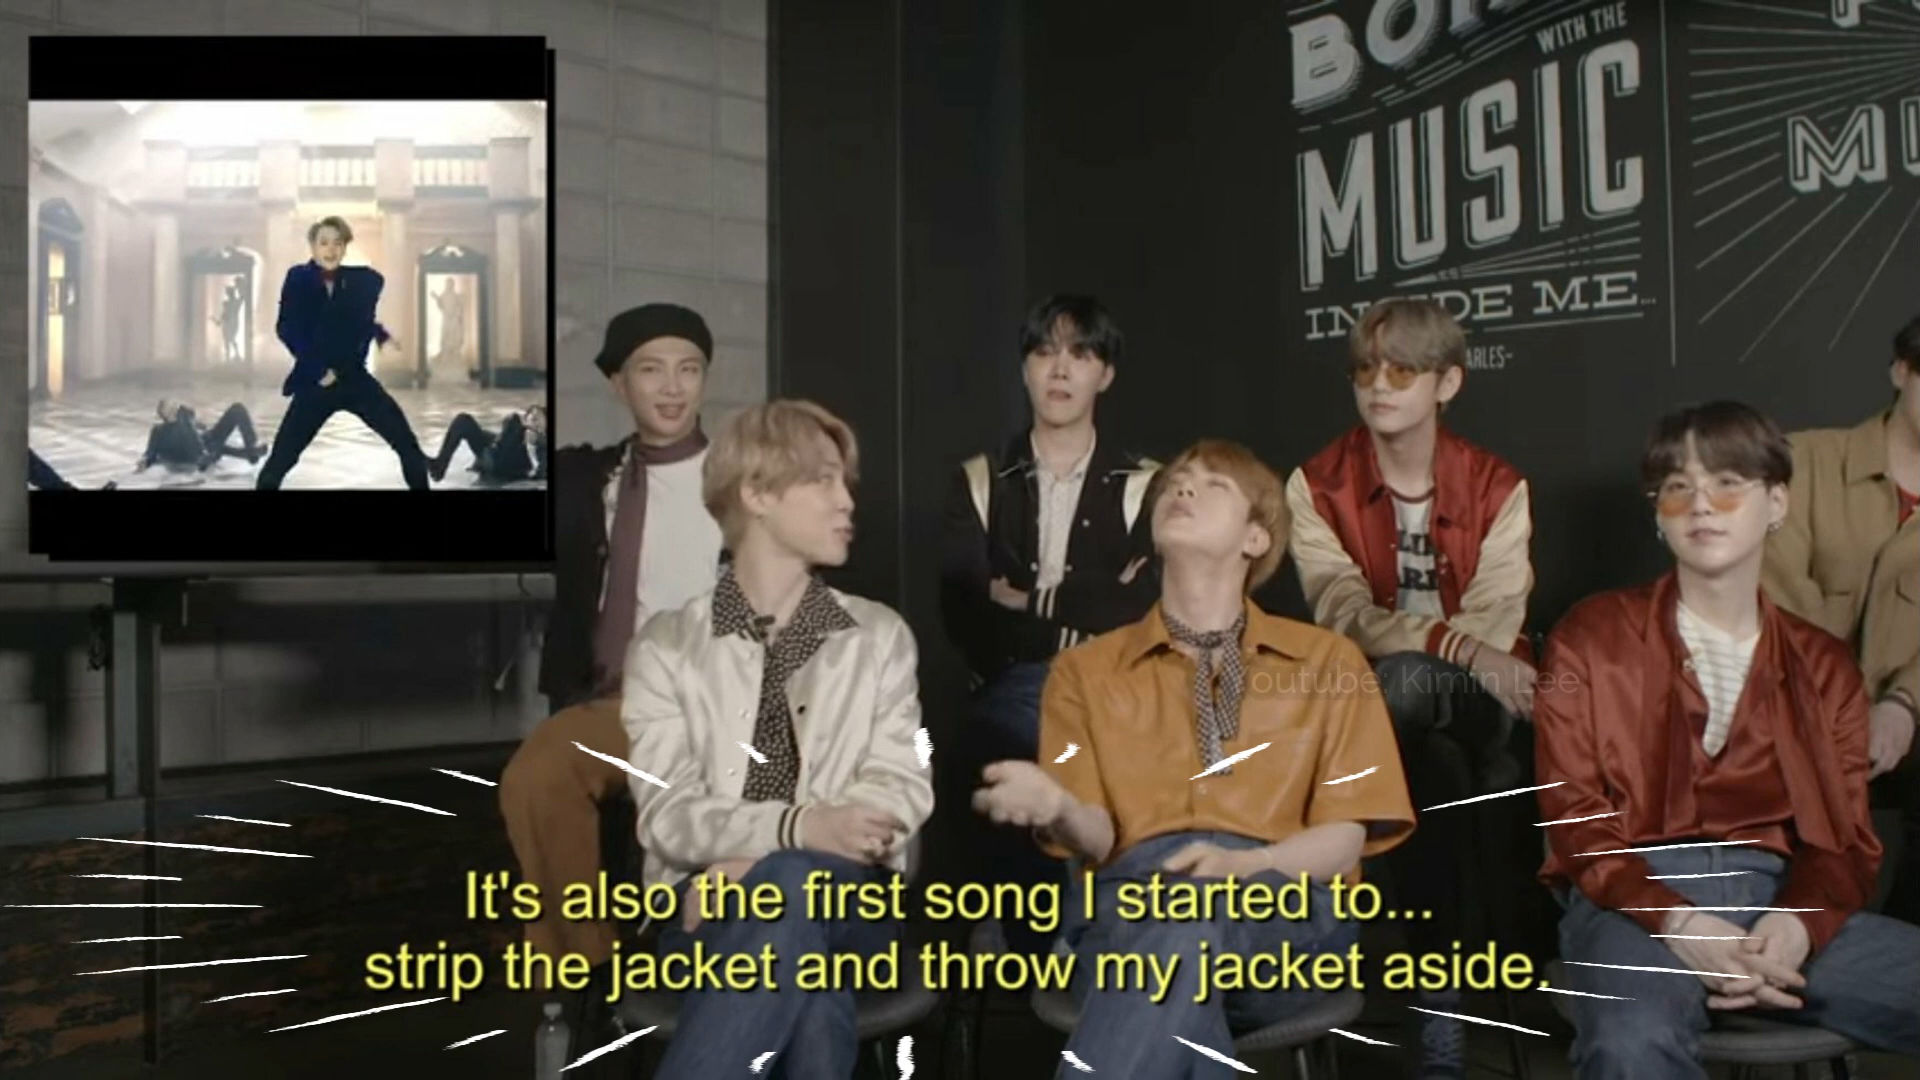 WITH THE
MUSIC
INSIDE ME...
Youtube: Kimin Lee
It's also the first song I started to...
strip the jacket and throw my jacket aside.